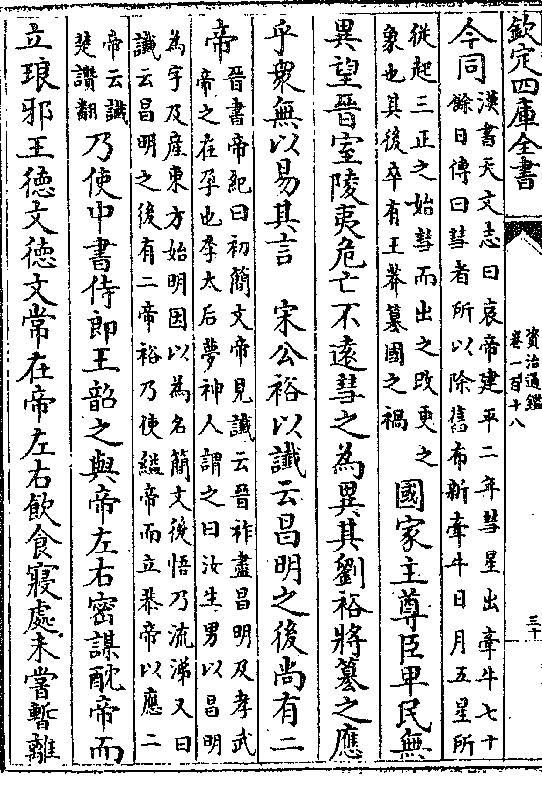 欽定四庫全書
資治通鑑
卷一百十八
三十
今同
漢書天文志曰哀帝建平二年彗星出牽牛七十
餘日傳曰彗者所以除舊布新牽牛日月五星所
從起三正之始彗而出之改更之
象也其後卒有王莽簒國之禍
國家主尊臣卑民無
異望晉室陵夷危亡不遠彗之為異其劉裕將簒之應
乎衆無以易其言　宋公裕以讖云昌明之後尚有二
帝
晉書帝紀曰初簡文帝見讖云晉祚盡昌明及孝武
帝之在孕也李太后夢神人謂之曰汝生男以昌明
為字及産東方始明因以為名簡文後悟乃流涕又曰
讖云昌明之後有二帝裕乃使縊帝而立恭帝以應二
帝云讖
楚譖翻
乃使中書侍郎王韶之與帝左右密謀酖帝而
立琅邪王徳文徳文常在帝左右飲食寢處未嘗暫離